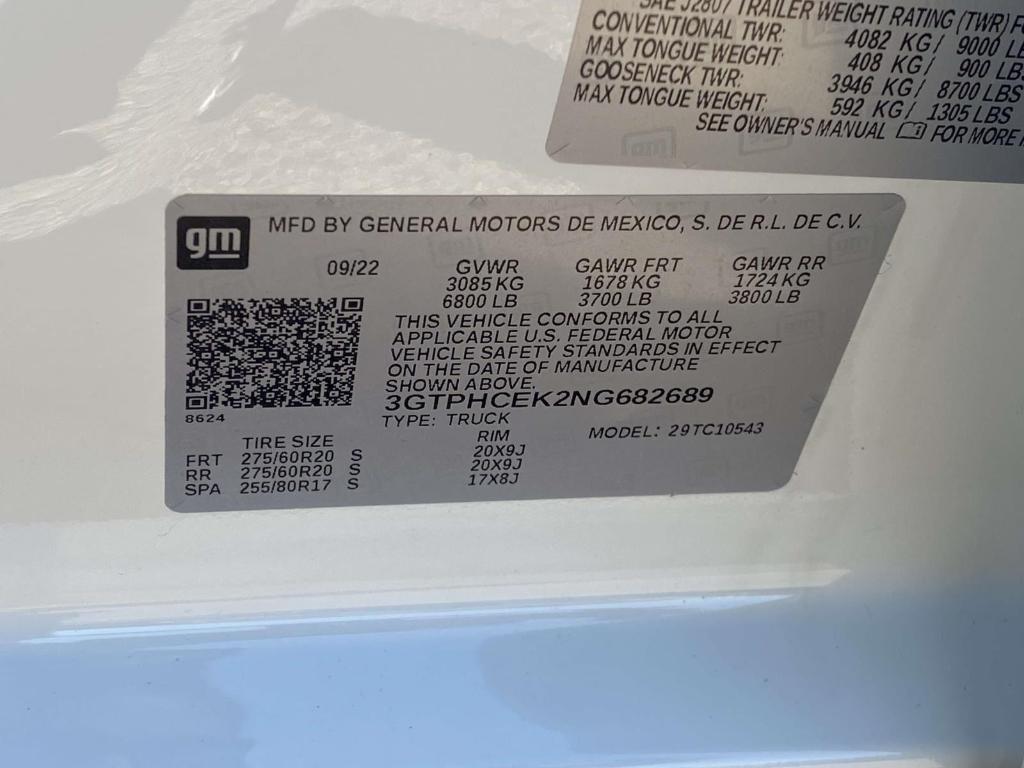 SAE J2807 TRAILER WEIGHT RATING (TWR)
CONVENTIONAL TWR: 4082 KG/ 9000
MAX TONGUE WEIGHT: 408 KG/ 900 LBS
GOOSENECK TWR: 3946 KG/ 8700 LBS
MAX TONGUE WEIGHT: 592 KG/ 1305 LBS
SEE OWNER'S MANUAL FOR MORE
gm
MFD BY GENERAL MOTORS DE MEXICO, S. DE R.L. DE C.V.
09/22 GVWR GAWR FRT GAWR RR
3085 KG 1678 KG 1724 KG
6800 LB 3700 LB 3800 LB
THIS VEHICLE CONFORMS TO ALL
APPLICABLE U.S. FEDERAL MOTOR
VEHICLE SAFETY STANDARDS IN EFFECT
ON THE DATE OF MANUFACTURE
SHOWN ABOVE.
3GTPHCEK2NG682689
8624
TYPE: TRUCK
TIRE SIZE RIM MODEL: 29TC10543
FRT 275/60R20 S 20X9J
RR 275/60R20 S 20X9J
SPA 255/80R17 S 17X8J